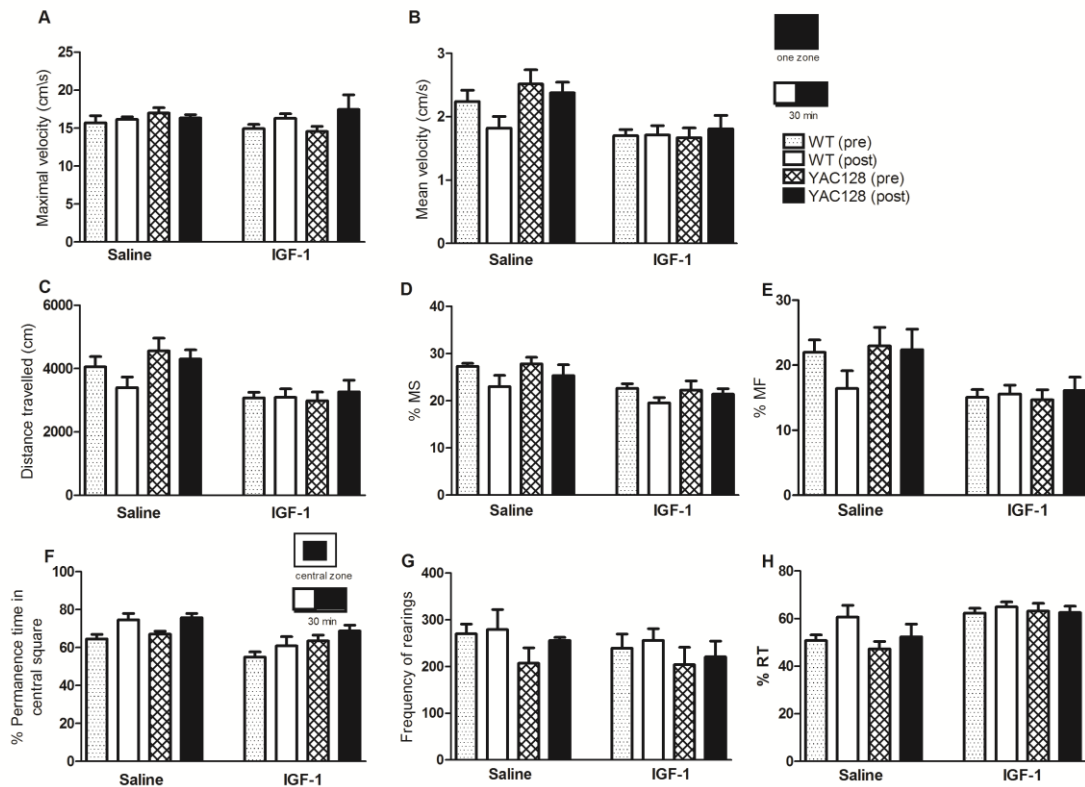 A
Maximal velocity (cm\s)
25
20
15
10
5
0
Saline
IGF-1
B
Mean velocity (cm/s)
3
2
1
0
Saline
IGF-1
one zone
30 min
WT (pre)
WT (post)
YAC128 (pre)
YAC128 (post)
C
Distance travelled (cm)
6000
4000
2000
0
Saline
IGF-1
D
% MS
40
30
20
10
0
Saline
IGF-1
E
% MF
30
20
10
0
Saline
IGF-1
F
% Permanence time in
central square
100
80
60
40
20
0
Saline
IGF-1
central zone
30 min
G
Frequency of rearings
400
300
200
100
0
Saline
IGF-1
H
% RT
80
60
40
20
0
Saline
IGF-1